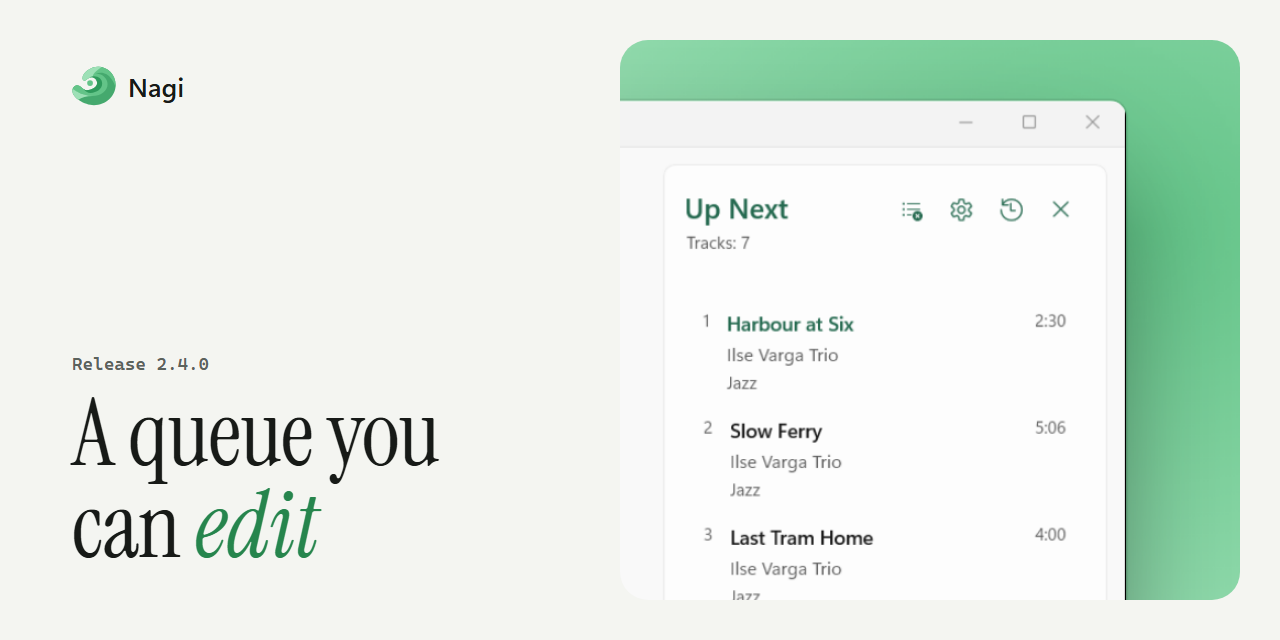 Nagi
Release 2.4.0
A queue you
can edit
Up Next
Tracks: 7
1 Harbour at Six 2:30
Ilse Varga Trio
Jazz
2 Slow Ferry 5:06
Ilse Varga Trio
Jazz
3 Last Tram Home 4:00
Ilse Varga Trio
Jazz